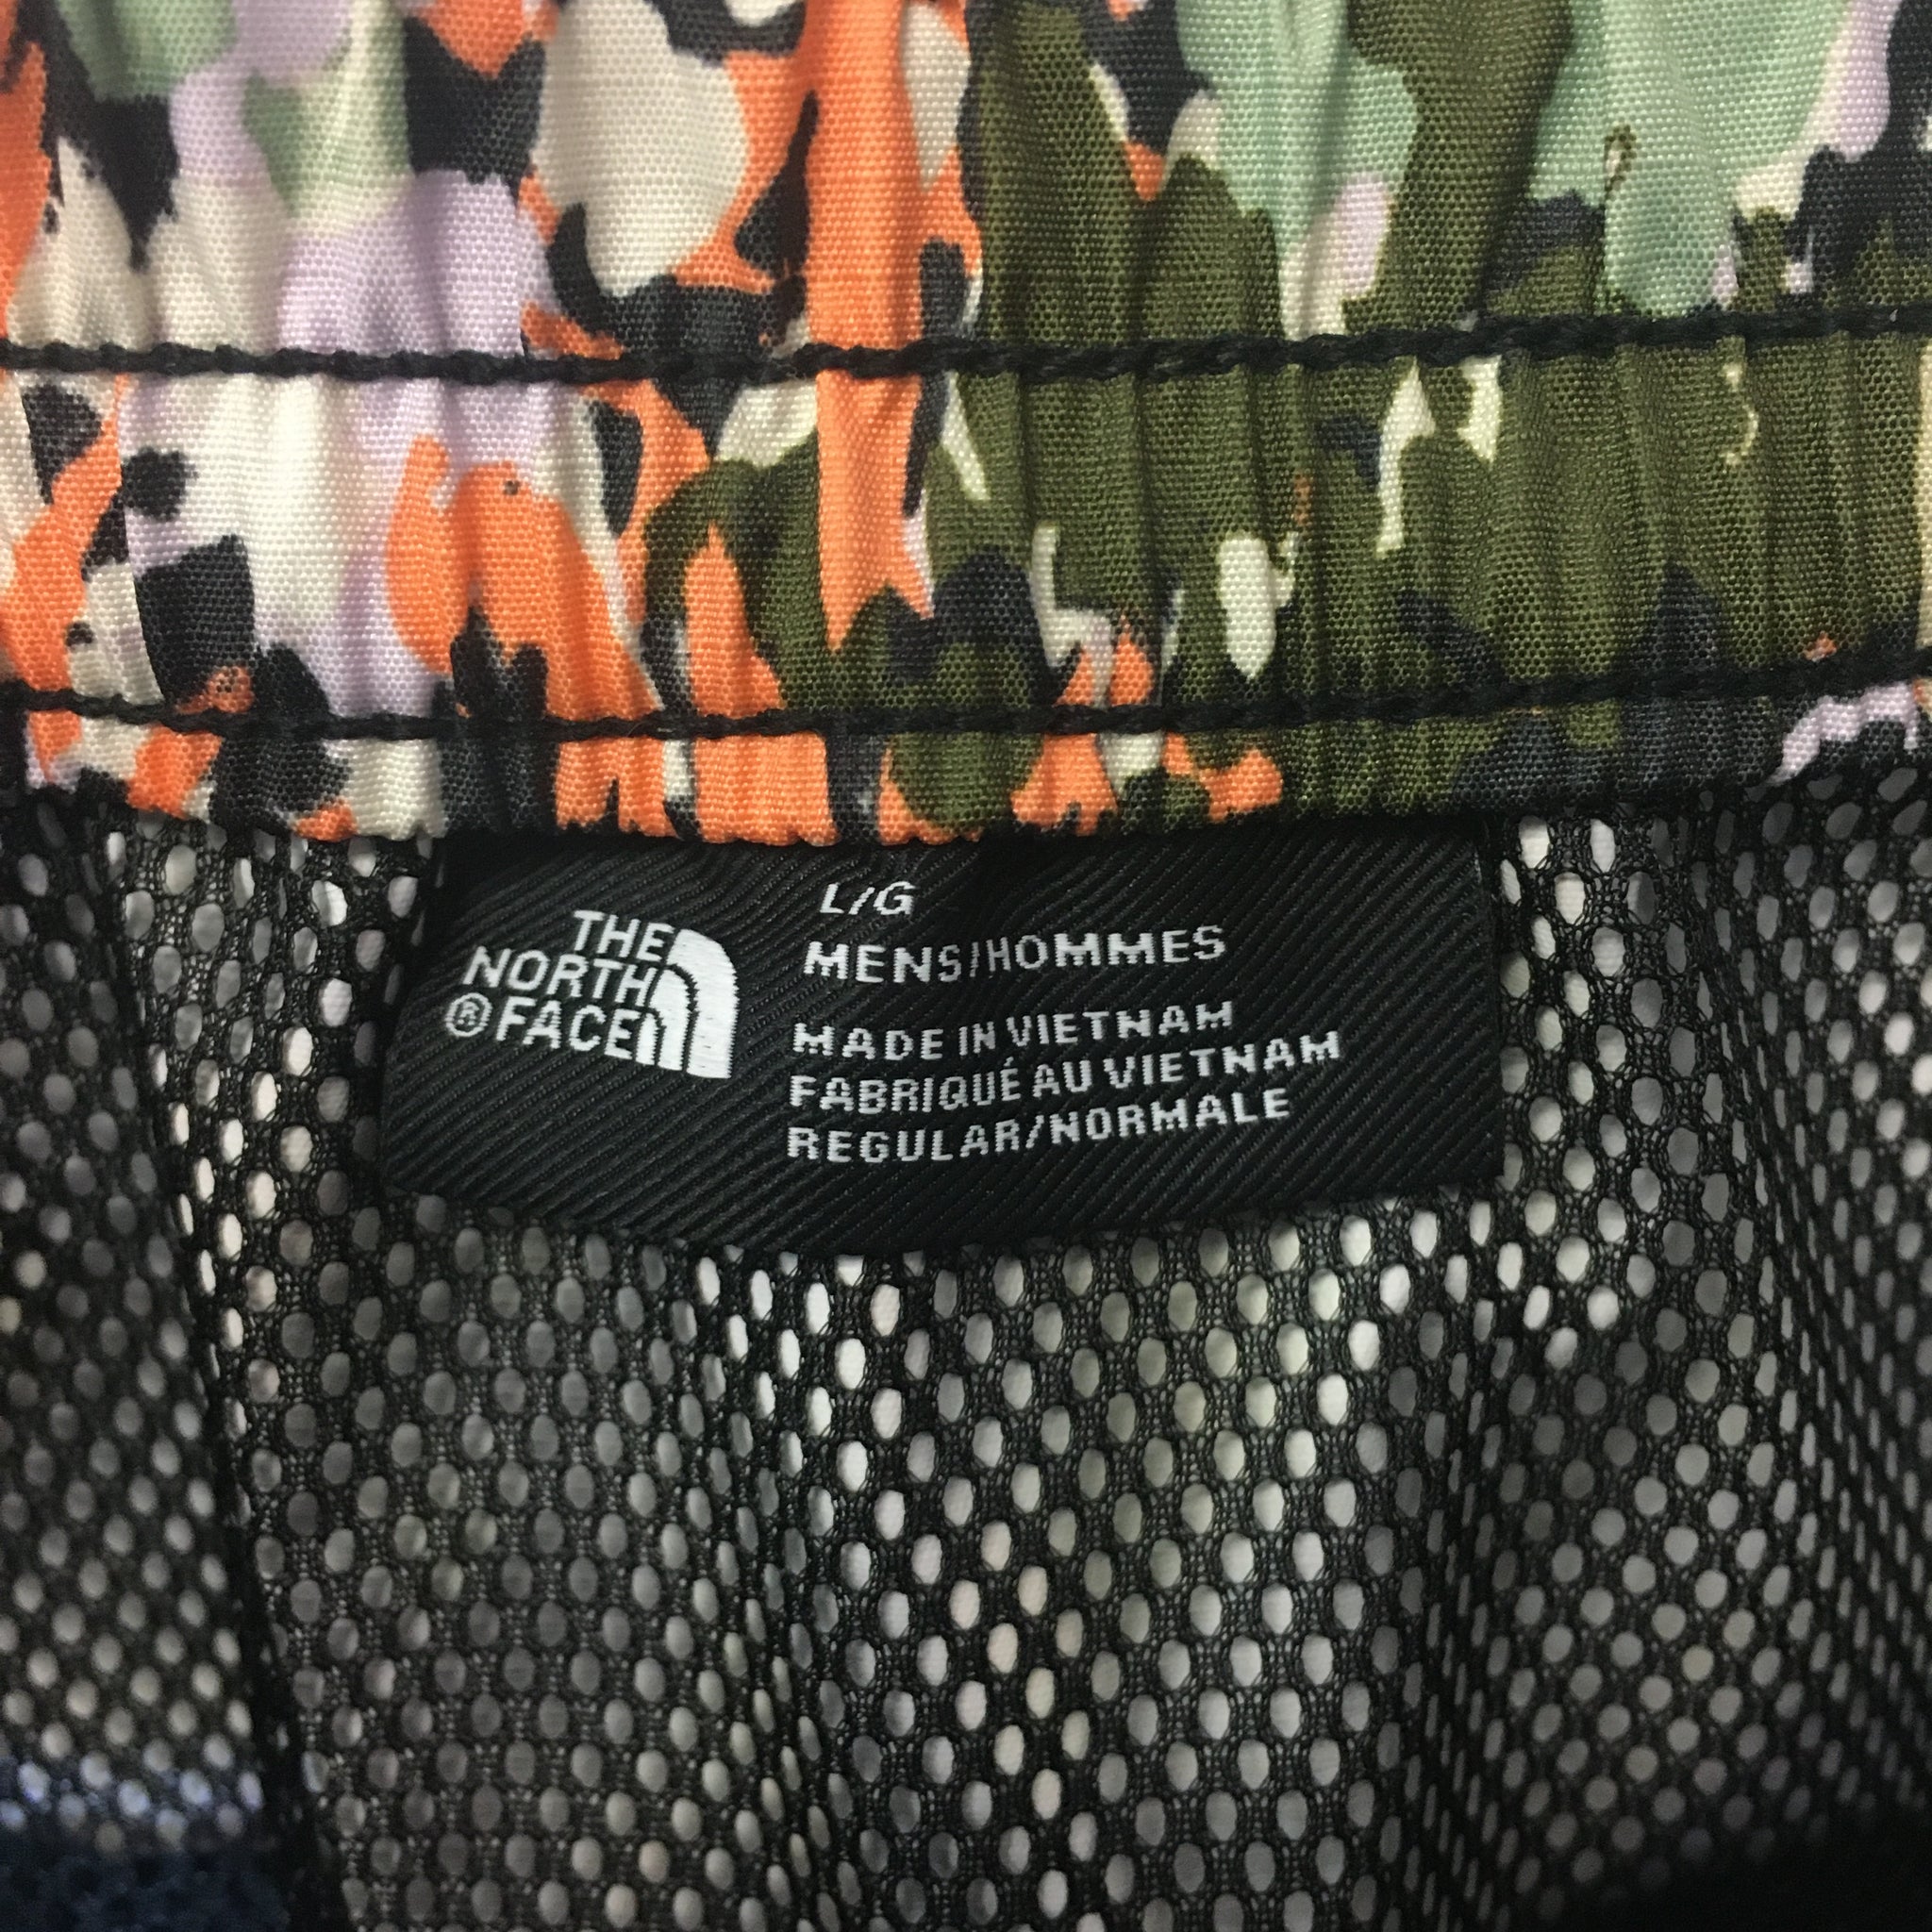 THE
NORTH
® FACE
L/G
MENS/HOMMES
MADE IN VIETNAM
FABRIQUÉ AU VIETNAM
REGULAR/NORMALE